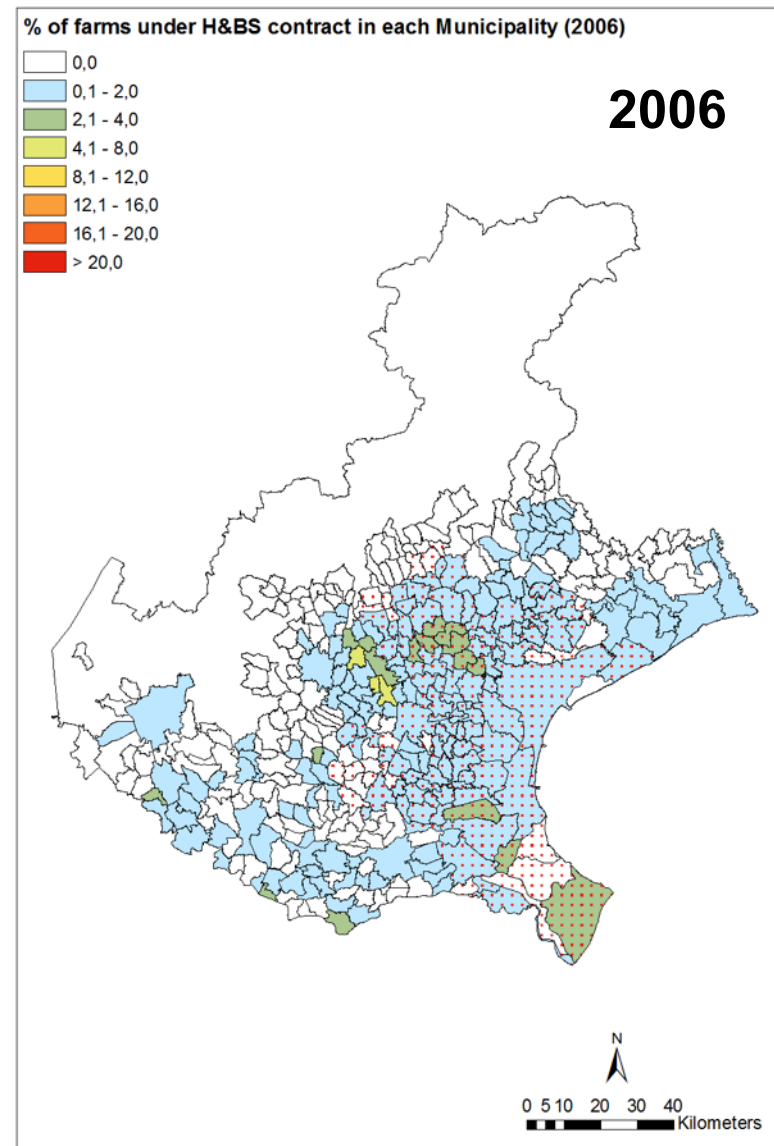 % of farms under H&BS contract in each Municipality (2006)
0,0
0,1 - 2,0
2,1 - 4,0
4,1 - 8,0
8,1 - 12,0
12,1 - 16,0
16,1 - 20,0
> 20,0
2006
N
0 5 10 20 30 40
Kilometers